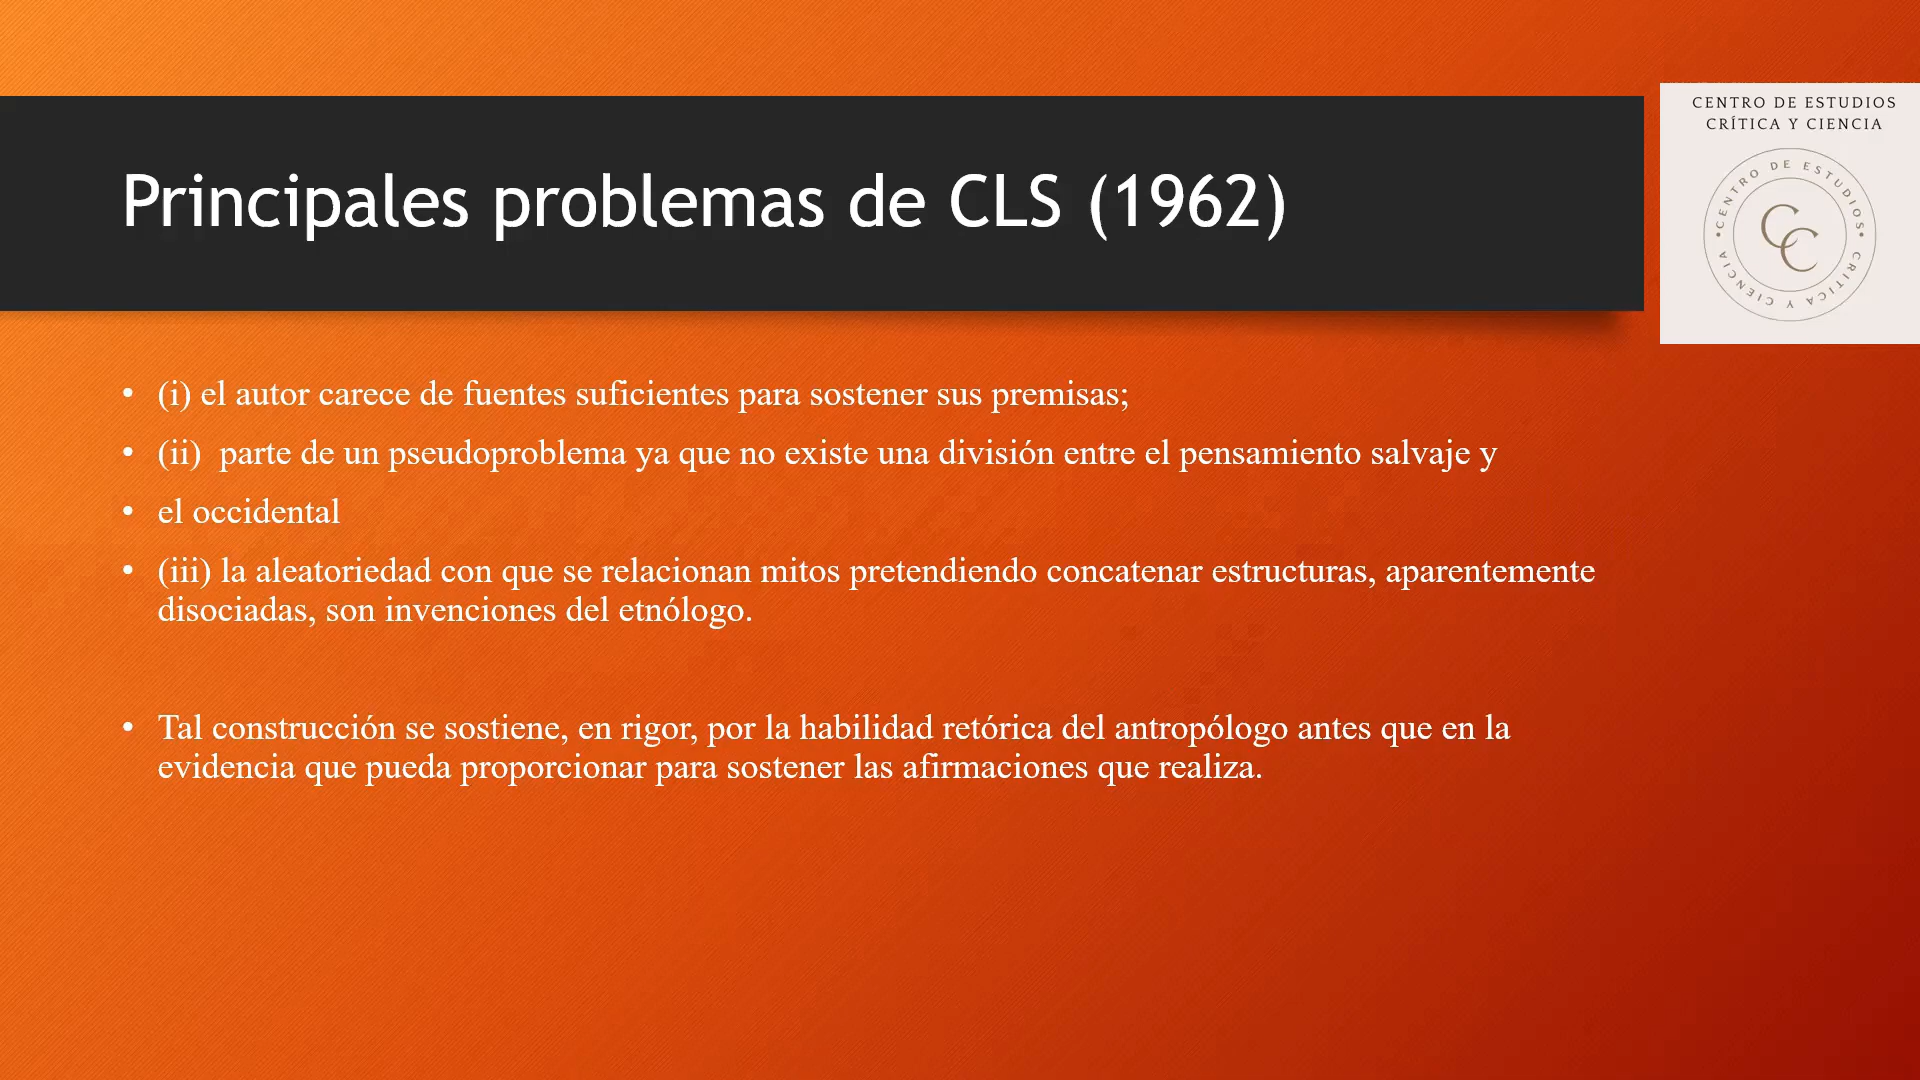 CENTRO DE ESTUDIOS
CRÍTICA Y CIENCIA
• CENTRO DE ESTUDIOS • CRÍTICA Y CIENCIA
CC
Principales problemas de CLS (1962)
• (i) el autor carece de fuentes suficientes para sostener sus premisas;
• (ii)  parte de un pseudoproblema ya que no existe una división entre el pensamiento salvaje y
• el occidental
• (iii) la aleatoriedad con que se relacionan mitos pretendiendo concatenar estructuras, aparentemente
disociadas, son invenciones del etnólogo.
• Tal construcción se sostiene, en rigor, por la habilidad retórica del antropólogo antes que en la
evidencia que pueda proporcionar para sostener las afirmaciones que realiza.